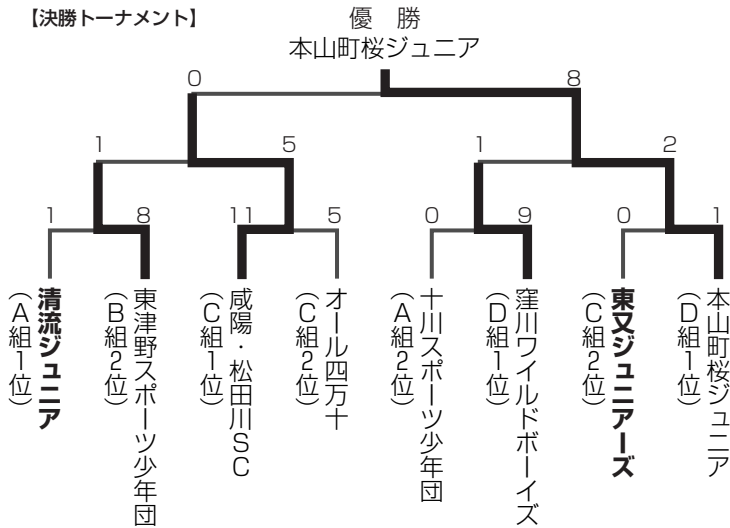 【決勝トーナメント】
優　勝
本山町桜ジュニア
0
8
1
5
1
2
1
8
11
5
0
9
0
1
清流ジュニア
(A組1位)
東津野スポーツ少年団
(B組2位)
咸陽・松田川SC
(C組1位)
オール四万十
(C組2位)
十川スポーツ少年団
(A組2位)
窪川ワイルドボーイズ
(D組1位)
東又ジュニアーズ
(C組2位)
本山町桜ジュニア
(D組1位)